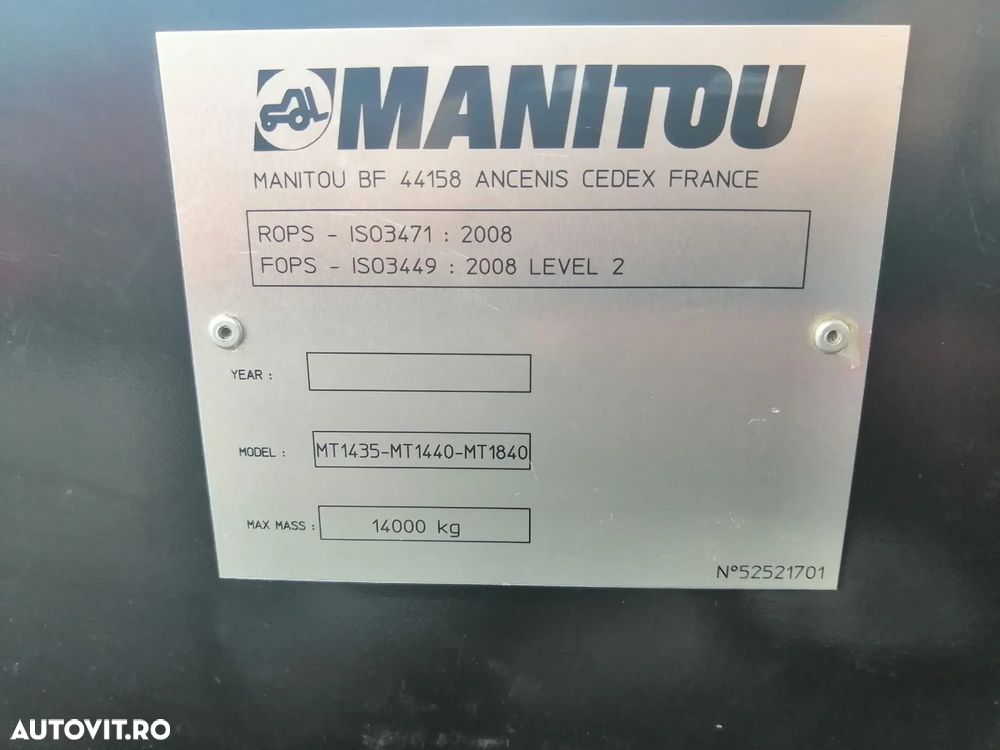 MANITOU
MANITOU BF 44158 ANCENIS CEDEX FRANCE
ROPS - ISO3471 : 2008
FOPS - ISO3449 : 2008 LEVEL 2
YEAR :
MODEL : MT1435-MT1440-MT1840
MAX MASS : 14000 kg
N°52521701
AUTOVIT.RO